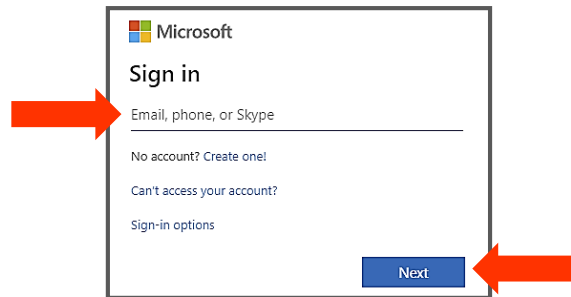 Microsoft
Sign in
Email, phone, or Skype
No account? Create one!
Can't access your account?
Sign-in options
Next